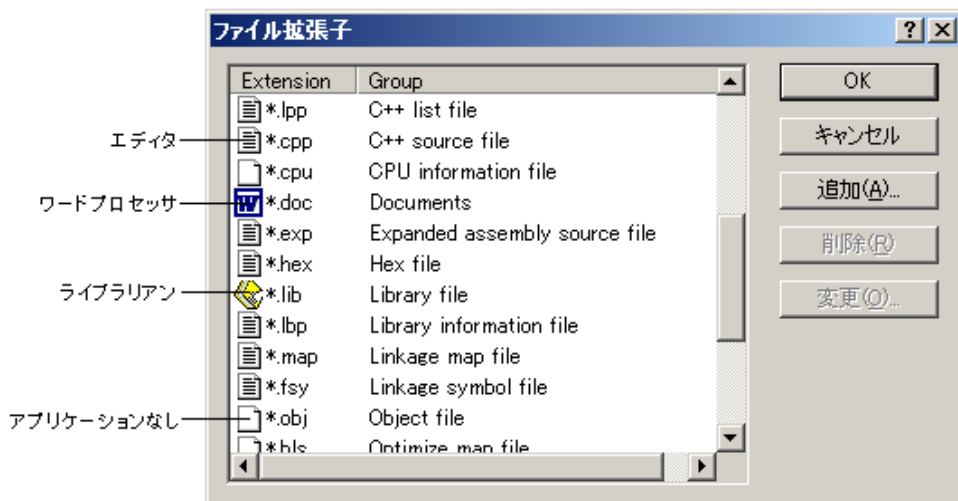 ファイル拡張子
Extension Group
*.lpp C++ list file
エディタ *.cpp C++ source file
*.cpu CPU information file
ワードプロセッサ *.doc Documents
*.exp Expanded assembly source file
*.hex Hex file
ライブラリアン *.lib Library file
*.lbp Library information file
*.map Linkage map file
*.fsy Linkage symbol file
アプリケーションなし *.obj Object file
*.bls Optimize map file
OK
キャンセル
追加(A)...
削除(R)
変更(O)...